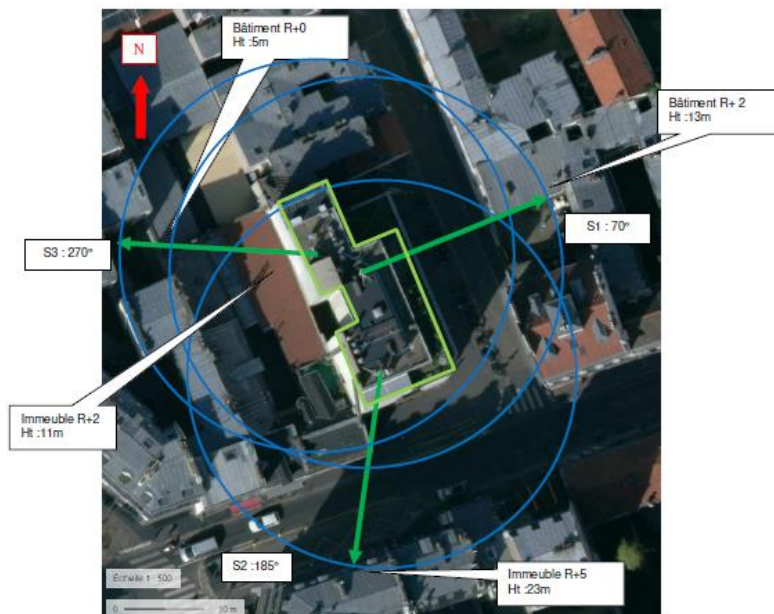 Bâtiment R+0
Ht :5m
N
Bâtiment R+ 2
Ht :13m
S1 : 70°
S3 : 270°
Immeuble R+2
Ht :11m
S2 :185°
Immeuble R+5
Ht :23m
Échelle 1 : 500
0
10 m